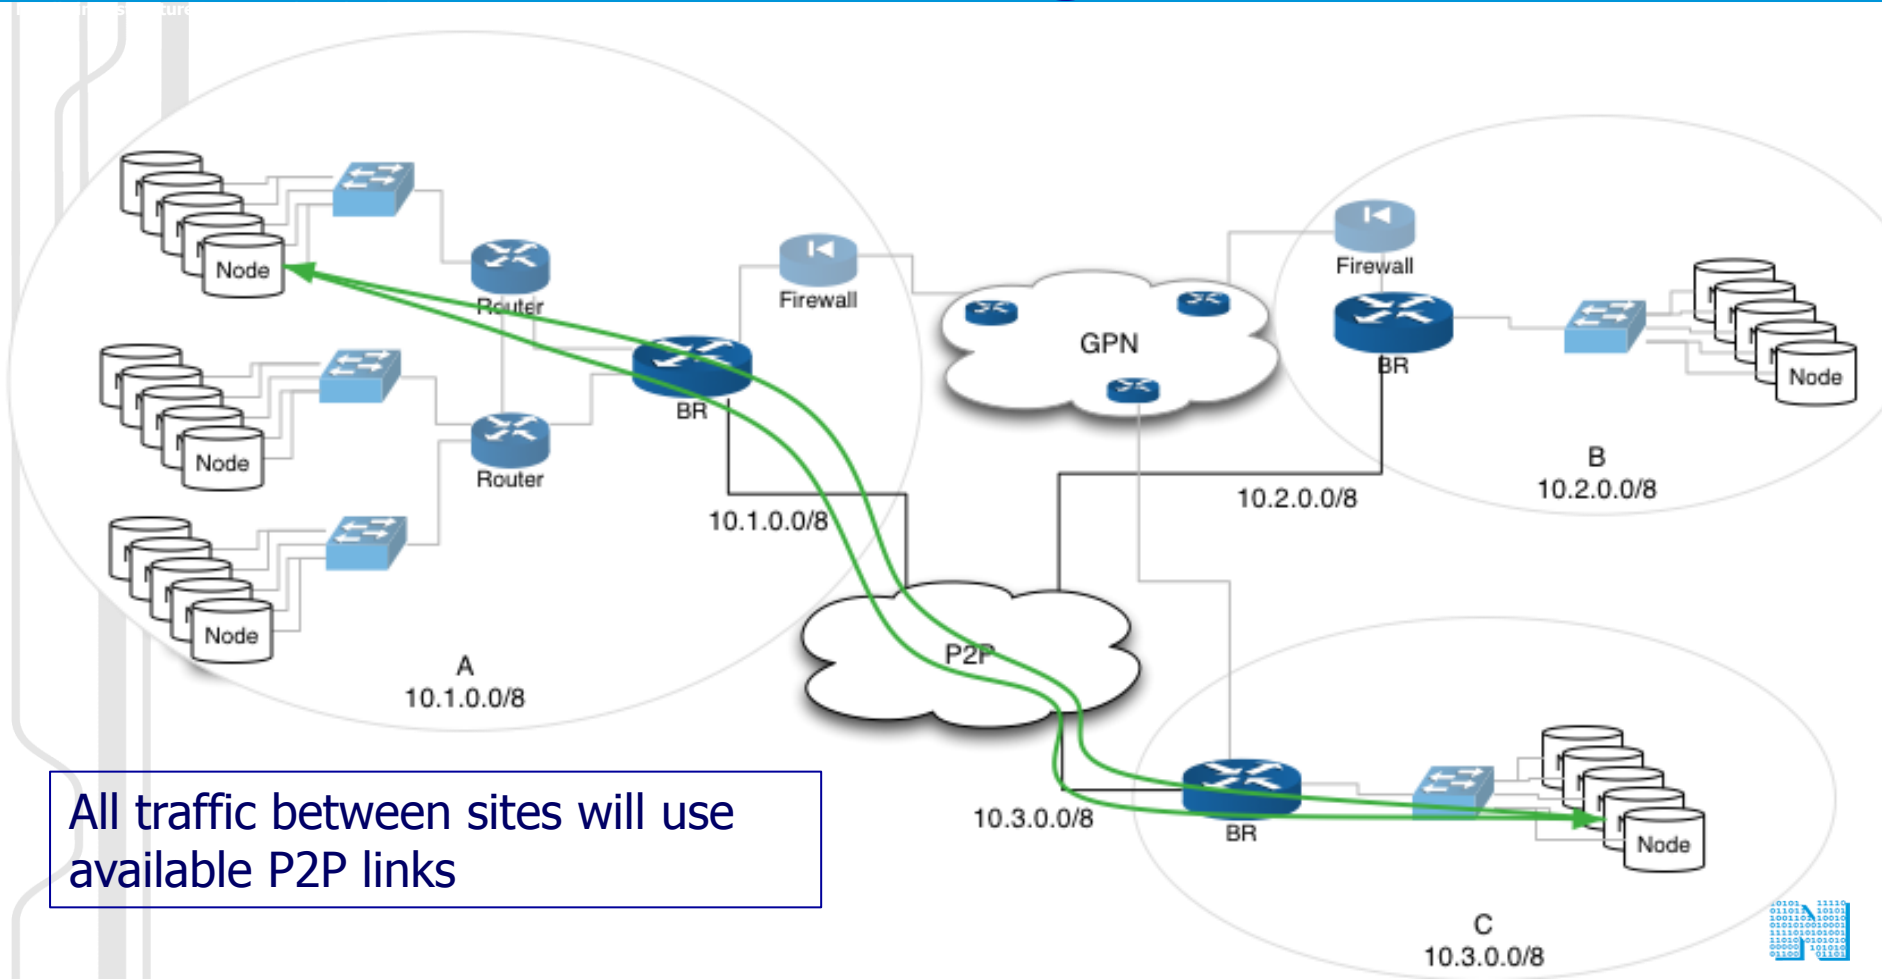 Node
Router
Firewall
BR
Node
Router
10.1.0.0/8
Node
A
10.1.0.0/8
GPN
Firewall
BR
Node
B
10.2.0.0/8
10.2.0.0/8
P2P
10.3.0.0/8
BR
Node
C
10.3.0.0/8
All traffic between sites will use
available P2P links